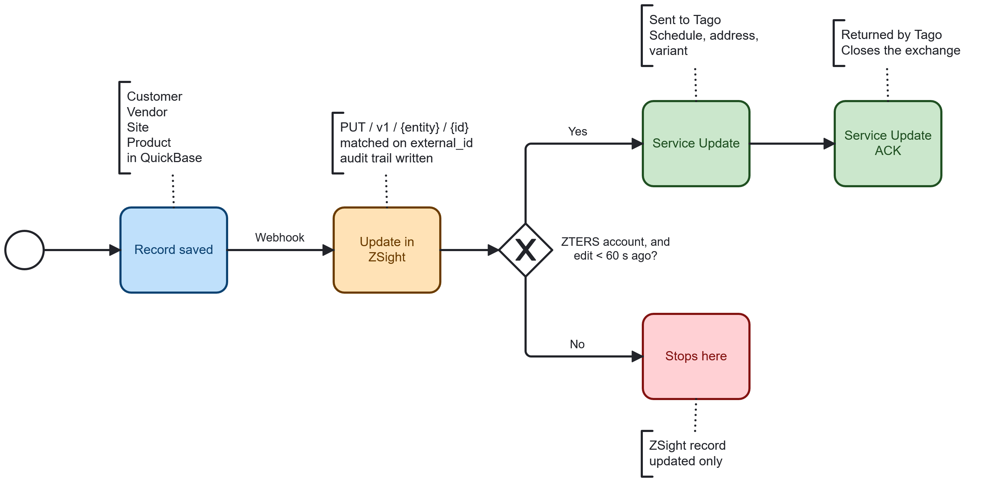 Sent to Tago
Schedule, address,
variant
Returned by Tago
Closes the exchange
Customer
Vendor
Site
Product
in QuickBase
PUT / v1 / {entity} / {id}
matched on external_id
audit trail written
Yes
Service Update
Service Update
ACK
Record saved
Webhook
Update in
ZSight
X
ZTERS account, and
edit < 60 s ago?
No
Stops here
ZSight record
updated only